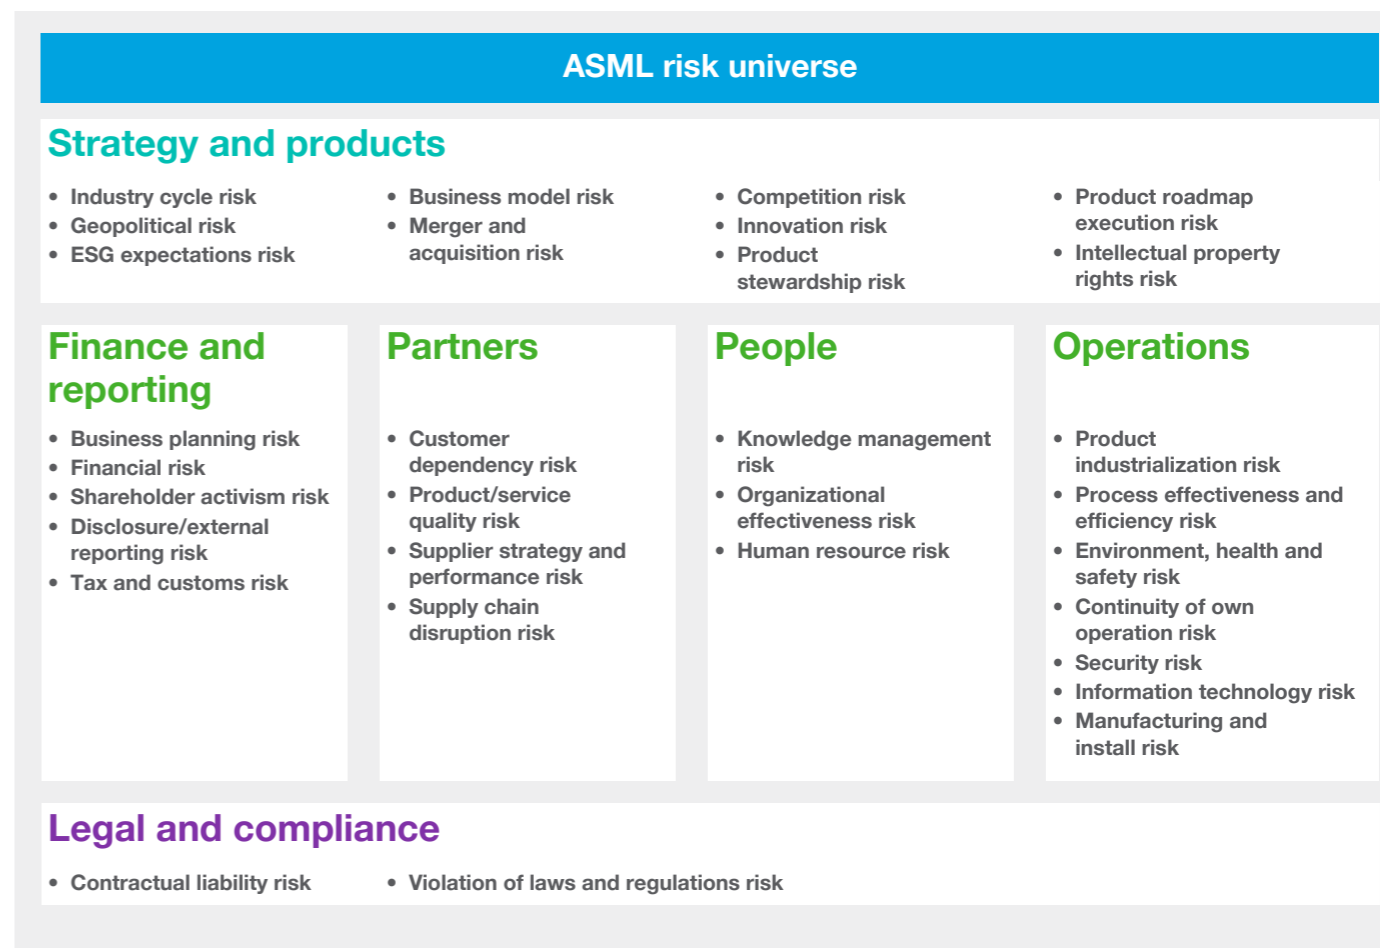 ASML risk universe
Strategy and products
• Industry cycle risk
• Geopolitical risk
• ESG expectations risk
• Business model risk
• Merger and
acquisition risk
• Competition risk
• Innovation risk
• Product
stewardship risk
• Product roadmap
execution risk
• Intellectual property
rights risk
Finance and
reporting
• Business planning risk
• Financial risk
• Shareholder activism risk
• Disclosure/external
reporting risk
• Tax and customs risk
Partners
• Customer
dependency risk
• Product/service
quality risk
• Supplier strategy and
performance risk
• Supply chain
disruption risk
People
• Knowledge management
risk
• Organizational
effectiveness risk
• Human resource risk
Operations
• Product
industrialization risk
• Process effectiveness and
efficiency risk
• Environment, health and
safety risk
• Continuity of own
operation risk
• Security risk
• Information technology risk
• Manufacturing and
install risk
Legal and compliance
• Contractual liability risk
• Violation of laws and regulations risk